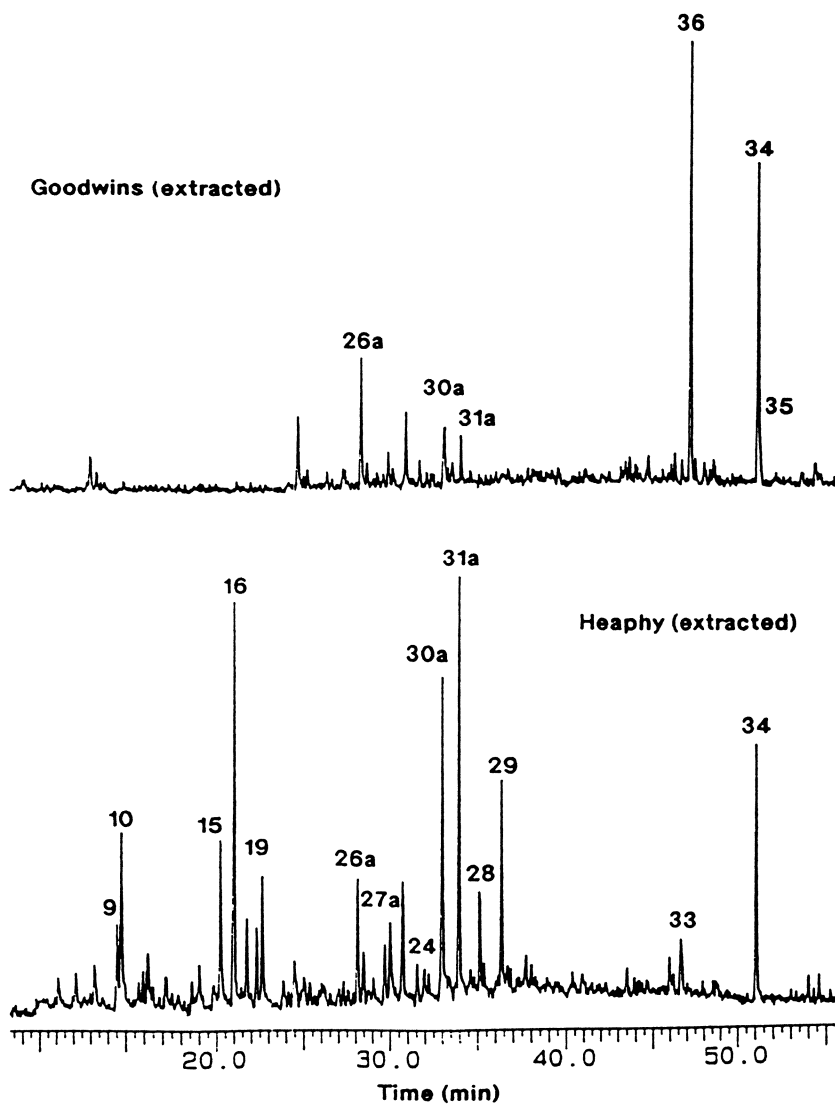 36
34
Goodwins (extracted)
26a
30a
35
31a
31a
16
Heaphy (extracted)
30a
34
29
10
15
19
26a
28
9
27a
33
24
20.0 30.0 40.0 50.0
Time (min)